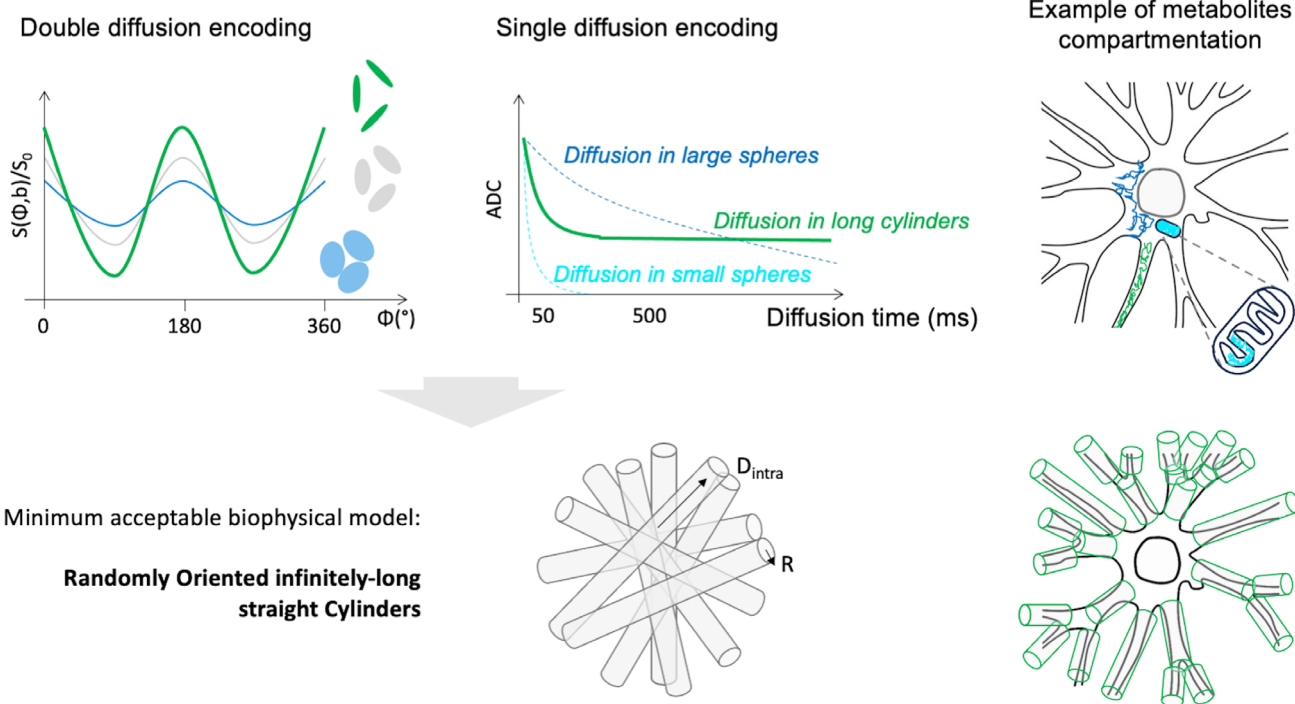 Double diffusion encoding
Single diffusion encoding
Example of metabolites
compartmentation
S(Φ,b)/S0
0
180
360
Φ(°)
ADC
Diffusion in large spheres
Diffusion in long cylinders
Diffusion in small spheres
50
500
Diffusion time (ms)
Minimum acceptable biophysical model:
Randomly Oriented infinitely-long
straight Cylinders
Dintra
R